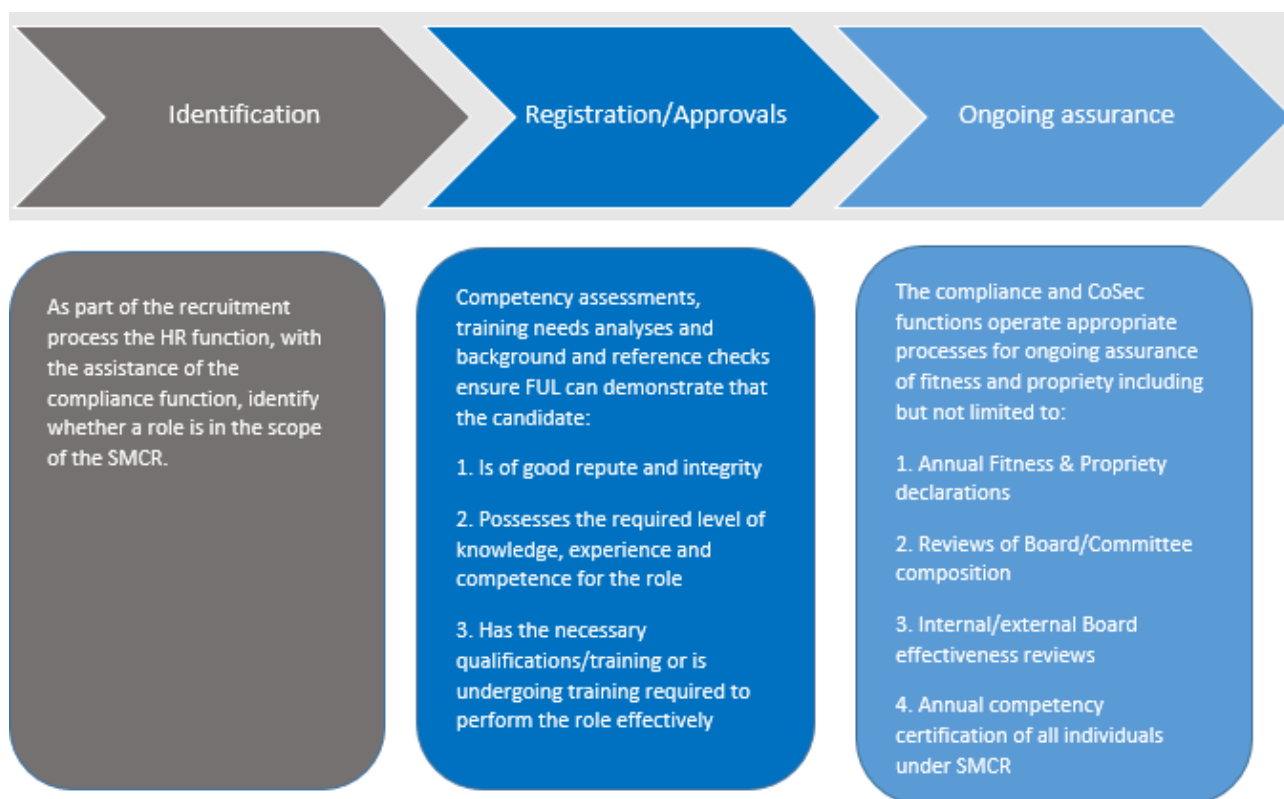 Identification
Registration/Approvals
Ongoing assurance
As part of the recruitment
process the HR function, with
the assistance of the
compliance function, identify
whether a role is in the scope
of the SMCR.
Competency assessments,
training needs analyses and
background and reference checks
ensure FUL can demonstrate that
the candidate:
1. Is of good repute and integrity
2. Possesses the required level of
knowledge, experience and
competence for the role
3. Has the necessary
qualifications/training or is
undergoing training required to
perform the role effectively
The compliance and CoSec
functions operate appropriate
processes for ongoing assurance
of fitness and propriety including
but not limited to:
1. Annual Fitness & Propriety
declarations
2. Reviews of Board/Committee
composition
3. Internal/external Board
effectiveness reviews
4. Annual competency
certification of all individuals
under SMCR